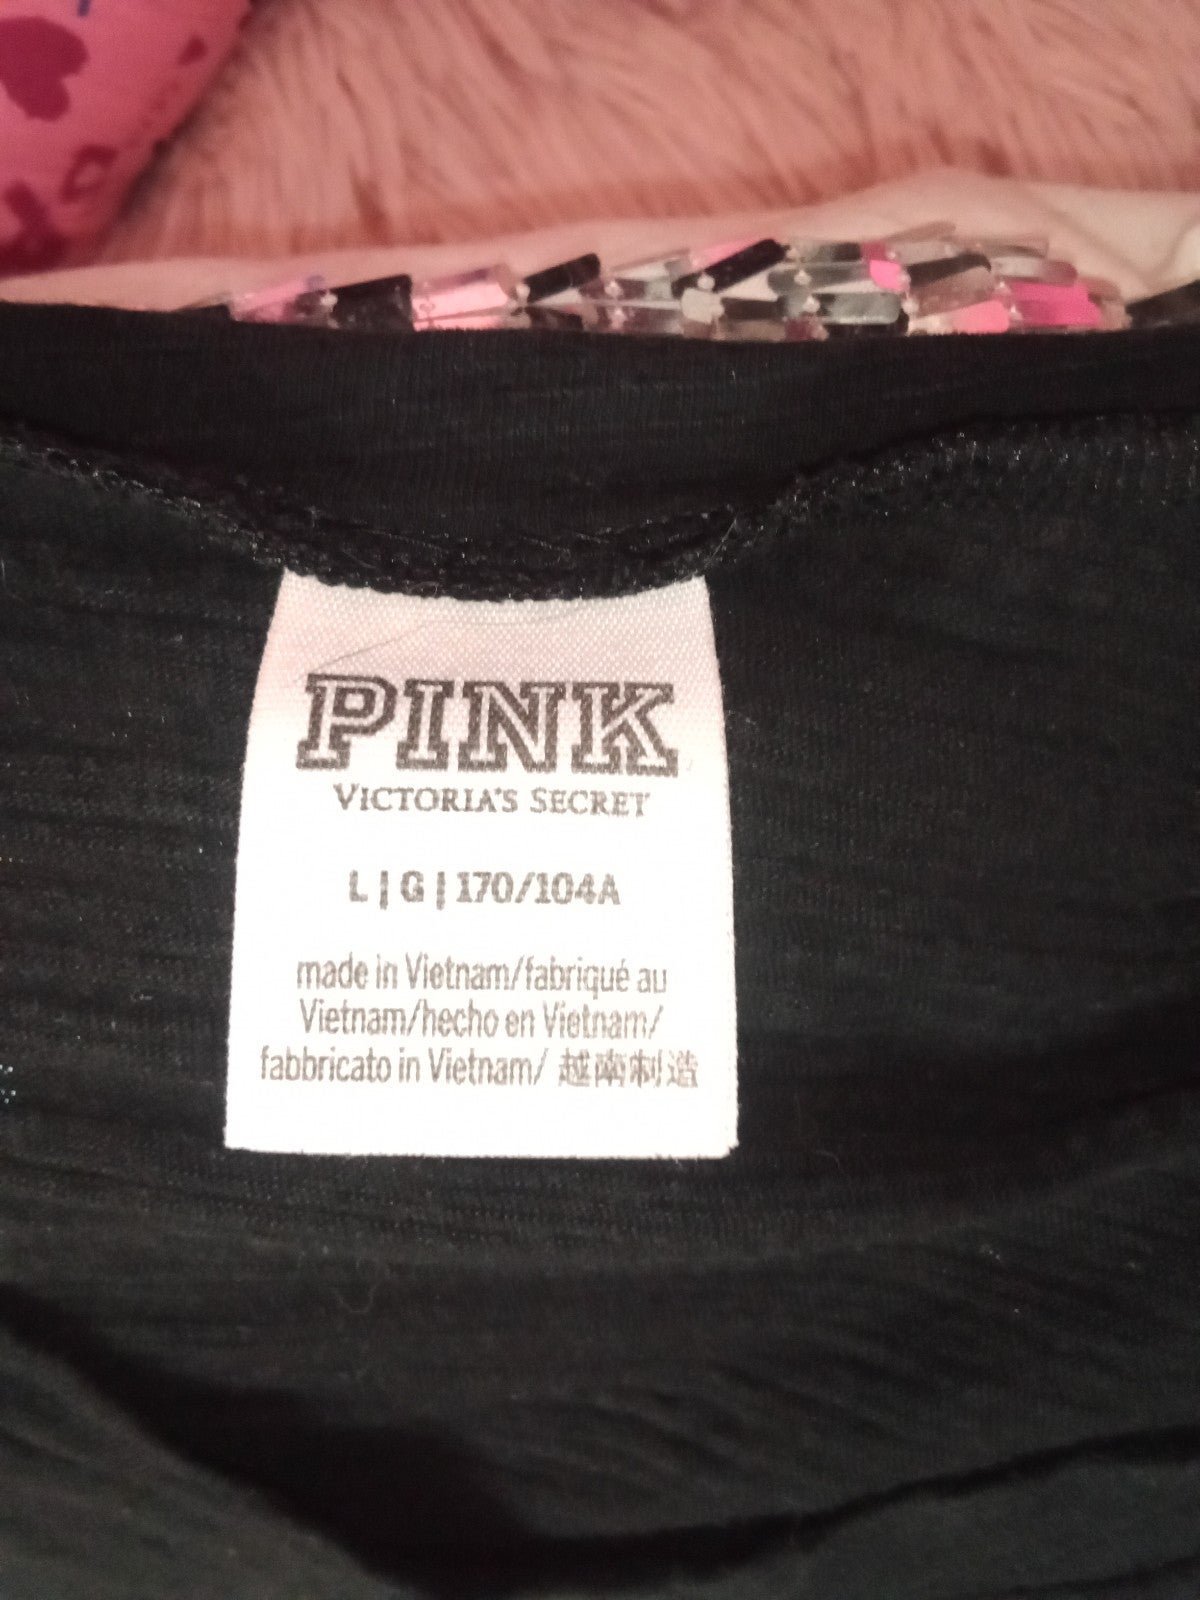 PINK
VICTORIA'S SECRET
L | G | 170/104A
made in Vietnam/fabriqué au
Vietnam/hecho en Vietnam/
fabbricato in Vietnam/ 越南制造